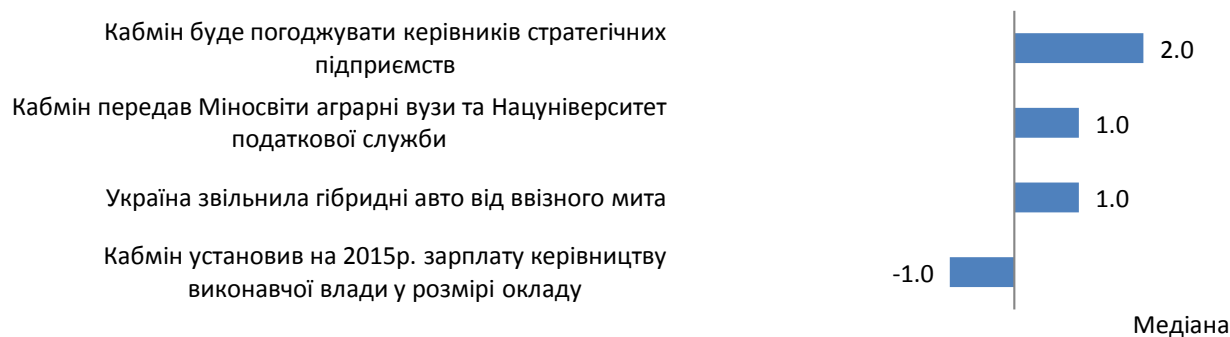 Кабмін буде погоджувати керівників стратегічних
підприємств
2.0
Кабмін передав Міносвіти аграрні вузи та Нацуніверситет
податкової служби
1.0
Україна звільнила гібридні авто від ввізного мита
1.0
Кабмін установив на 2015р. зарплату керівництву
виконавчої влади у розмірі окладу
-1.0
Медіана